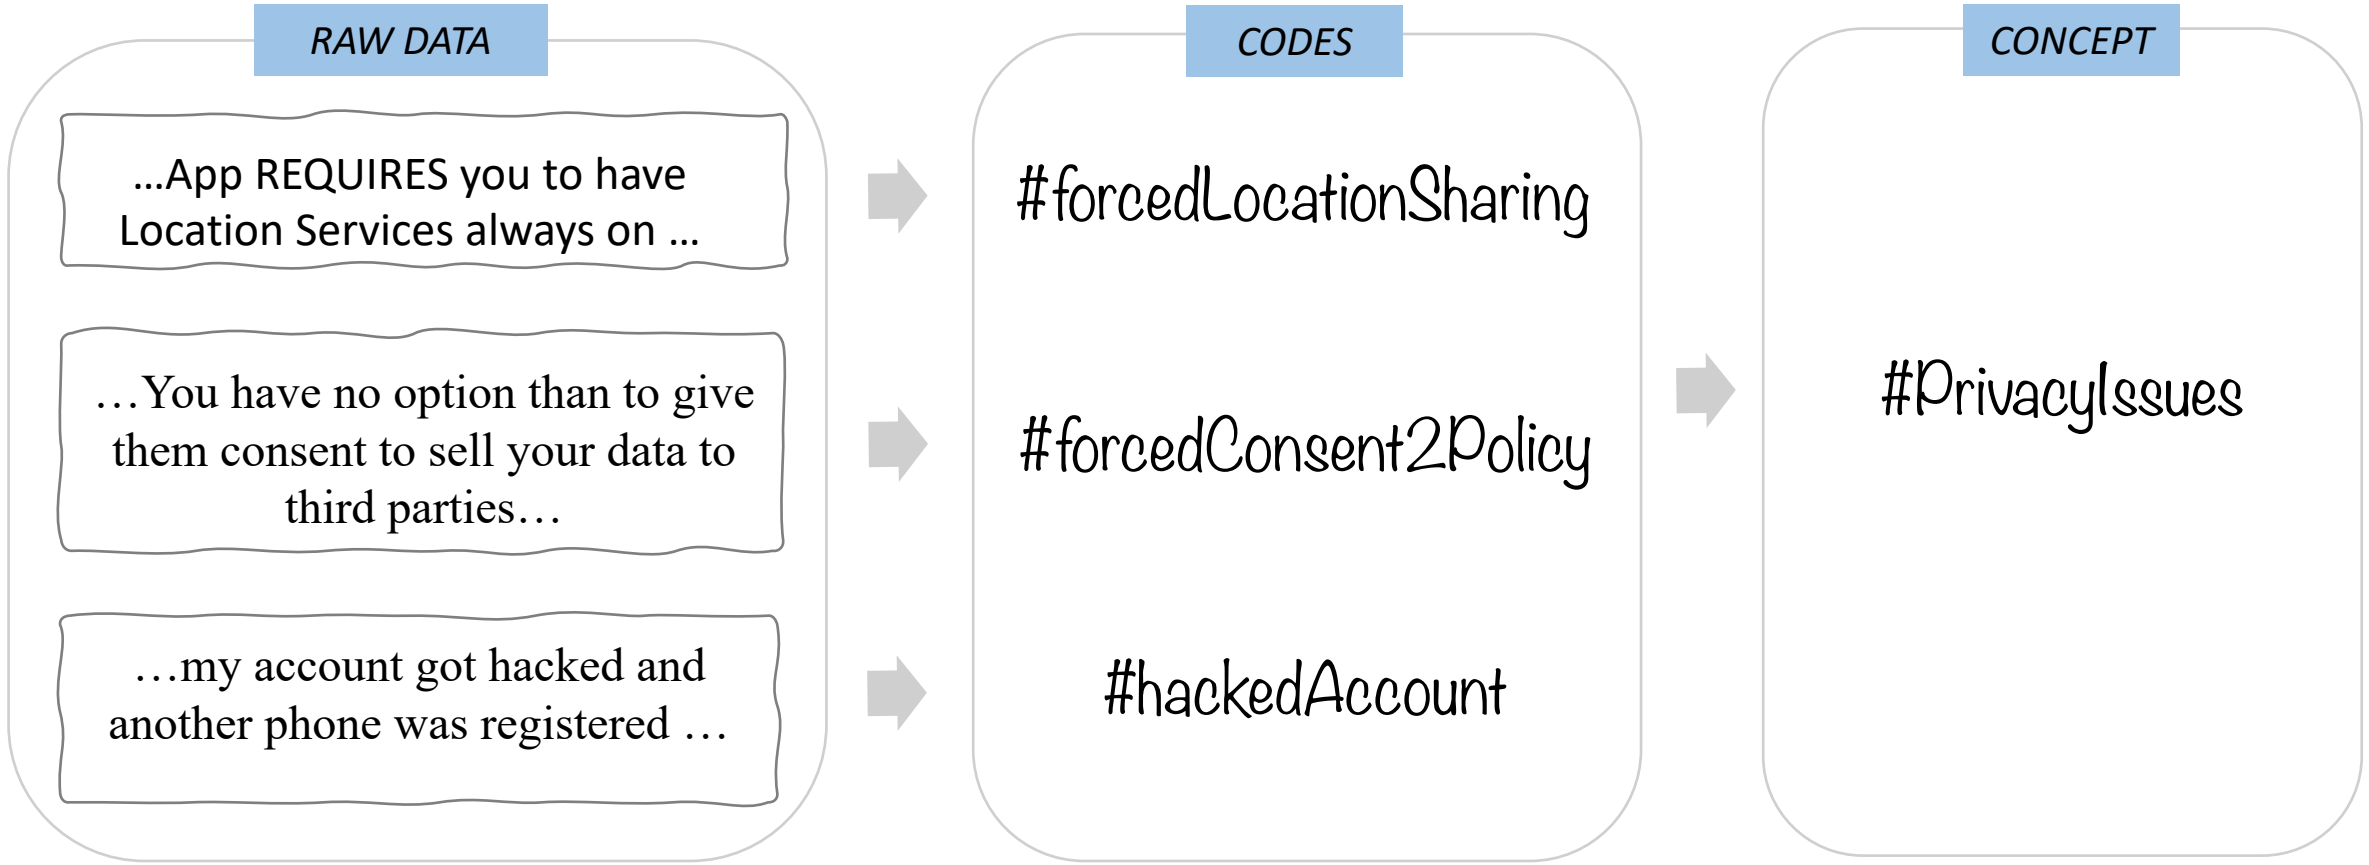 RAW DATA
…App REQUIRES you to have
Location Services always on …
…You have no option than to give
them consent to sell your data to
third parties…
…my account got hacked and
another phone was registered …
CODES
#forcedLocationSharing
#forcedConsent2Policy
#hackedAccount
CONCEPT
#PrivacyIssues